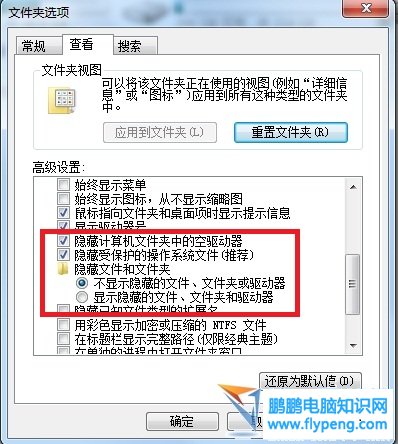 文件夹选项
常规 查看 搜索
文件夹视图
可以将该文件夹正在使用的视图(例如“详细信
息”或“图标”)应用到所有这种类型的文件夹
中。
应用到文件夹(L) 重置文件夹(R)
高级设置:
始终显示菜单
始终显示图标，从不显示缩略图
鼠标指向文件夹和桌面项时显示提示信息
显示驱动器号
隐藏计算机文件夹中的空驱动器
隐藏受保护的操作系统文件(推荐)
隐藏文件和文件夹
不显示隐藏的文件、文件夹或驱动器
显示隐藏的文件、文件夹和驱动器
隐藏已知文件类型的扩展名
用彩色显示加密或压缩的 NTFS 文件
在标题栏显示完整路径(仅限经典主题)
在单独的进程中打开文件夹窗口
还原为默认值(D)
确定
鹏鹏电脑知识网
www.flypeng.com